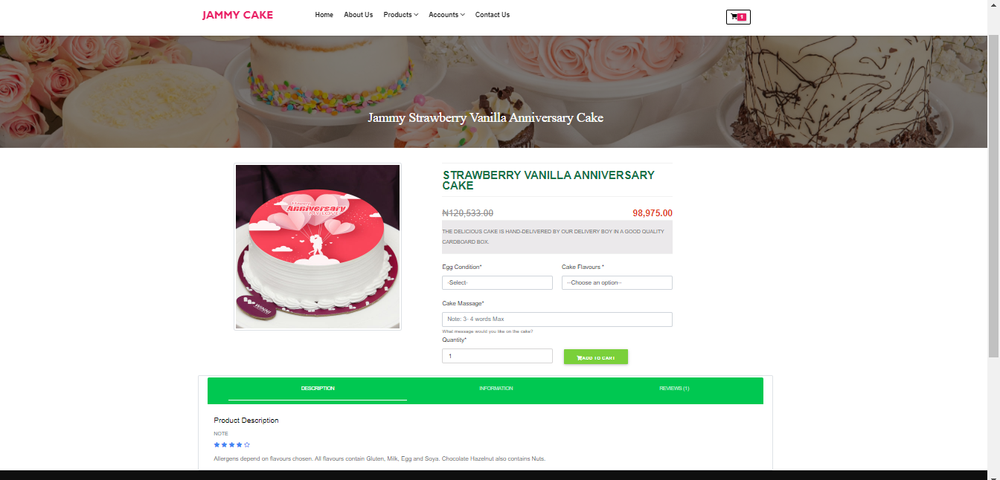 JAMMY CAKE
Home About Us Products Accounts Contact Us
1
Jammy Strawberry Vanilla Anniversary Cake
Happy
Anniversary
MY LOVE
WINNI
STRAWBERRY VANILLA ANNIVERSARY
CAKE
₦120,533.00 98,975.00
THE DELICIOUS CAKE IS HAND-DELIVERED BY OUR DELIVERY BOY IN A GOOD QUALITY
CARDBOARD BOX.
Egg Condition* Cake Flavours *
-Select- --Choose an option--
Cake Massage*
Note: 3- 4 words Max
What message would you like on the cake?
Quantity*
1 ADD TO CART
DESCRIPTION INFORMATION REVIEWS (1)
Product Description
NOTE
Allergens depend on flavours chosen. All flavours contain Gluten, Milk, Egg and Soya. Chocolate Hazelnut also contains Nuts.